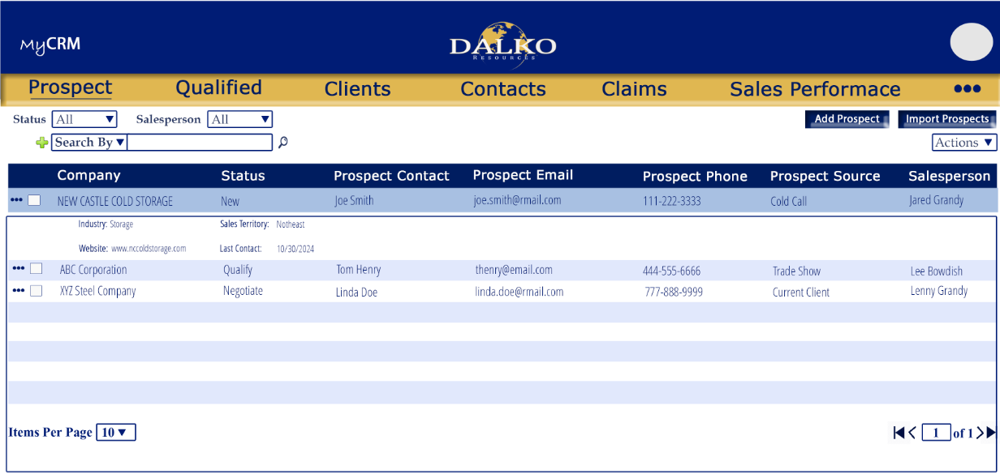 MyCRM
DALKO
RESOURCES
Prospect Qualified Clients Contacts Claims Sales Performace •••
Status All ▼ Salesperson All ▼ Add Prospect Import Prospects
Search By ▼ Actions ▼
Company Status Prospect Contact Prospect Email Prospect Phone Prospect Source Salesperson
••• NEW CASTLE COLD STORAGE New Joe Smith joe.smith@rmail.com 111-222-3333 Cold Call Jared Grandy
Industry: Storage Sales Territory: Notheast
Website: www.nccoldstorage.com Last Contact: 10/30/2024
••• ABC Corporation Qualify Tom Henry thenry@email.com 444-555-6666 Trade Show Lee Bowdish
••• XYZ Steel Company Negotiate Linda Doe linda.doe@rmail.com 777-888-9999 Current Client Lenny Grandy
Items Per Page 10 ▼ 1 of 1